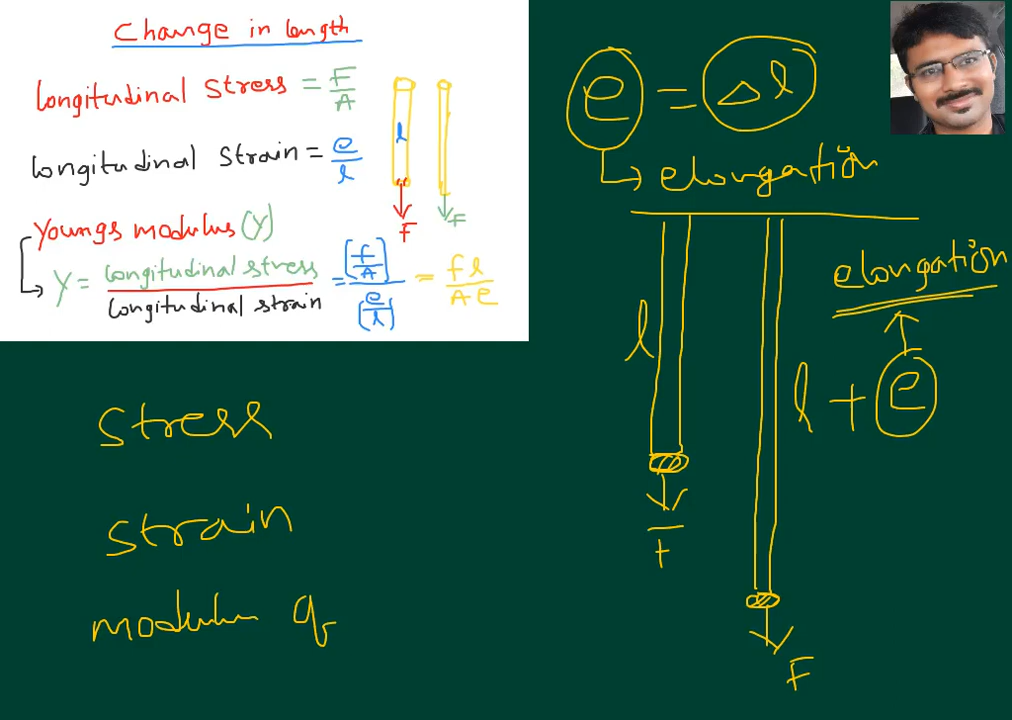 Change in length
longitudinal stress = F/A
longitudinal strain = e/l
Youngs modulus (Y)
Y = longitudinal stress / longitudinal strain = (f/A) / (e/l) = fl / Ae
l
F
F
e = Δl
elongation
elongation
l
l + e
F
F
stress
strain
modulus